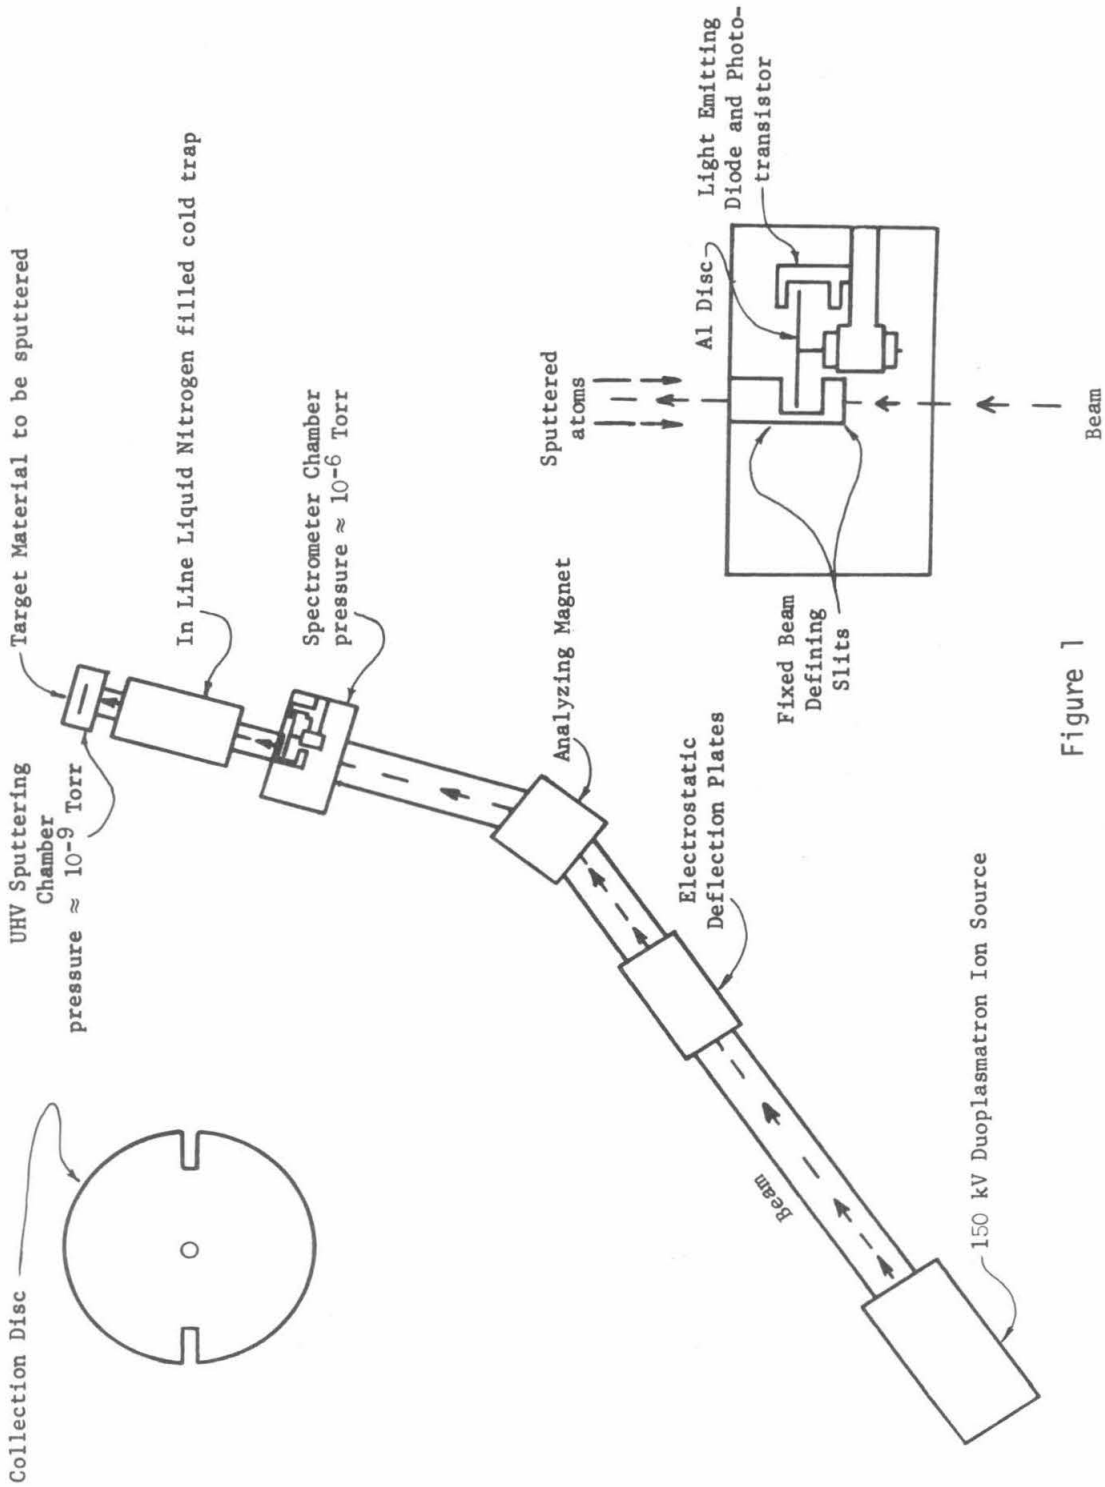 Collection Disc
UHV Sputtering
Chamber
pressure ≈ 10-9 Torr
Target Material to be sputtered
In Line Liquid Nitrogen filled cold trap
Spectrometer Chamber
pressure ≈ 10-6 Torr
Analyzing Magnet
Electrostatic
Deflection Plates
Beam
150 kV Duoplasmatron Ion Source
Sputtered
atoms
Al Disc
Light Emitting
Diode and Photo-
transistor
Fixed Beam
Defining
Slits
Beam
Figure 1